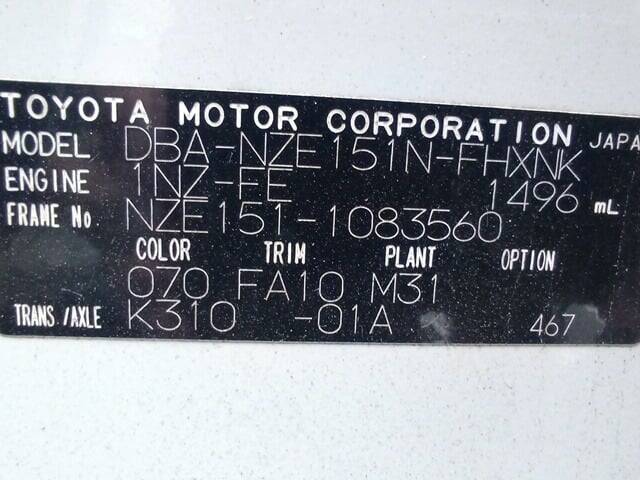 TOYOTA MOTOR CORPORATION JAPA
MODEL DBA-NZE151N-FHXNK
ENGINE 1NZ-FE 1496 mL
FRAME No. NZE151-1083560
COLOR TRIM PLANT OPTION
070 FA10 M31
TRANS./AXLE K310 -01A 467